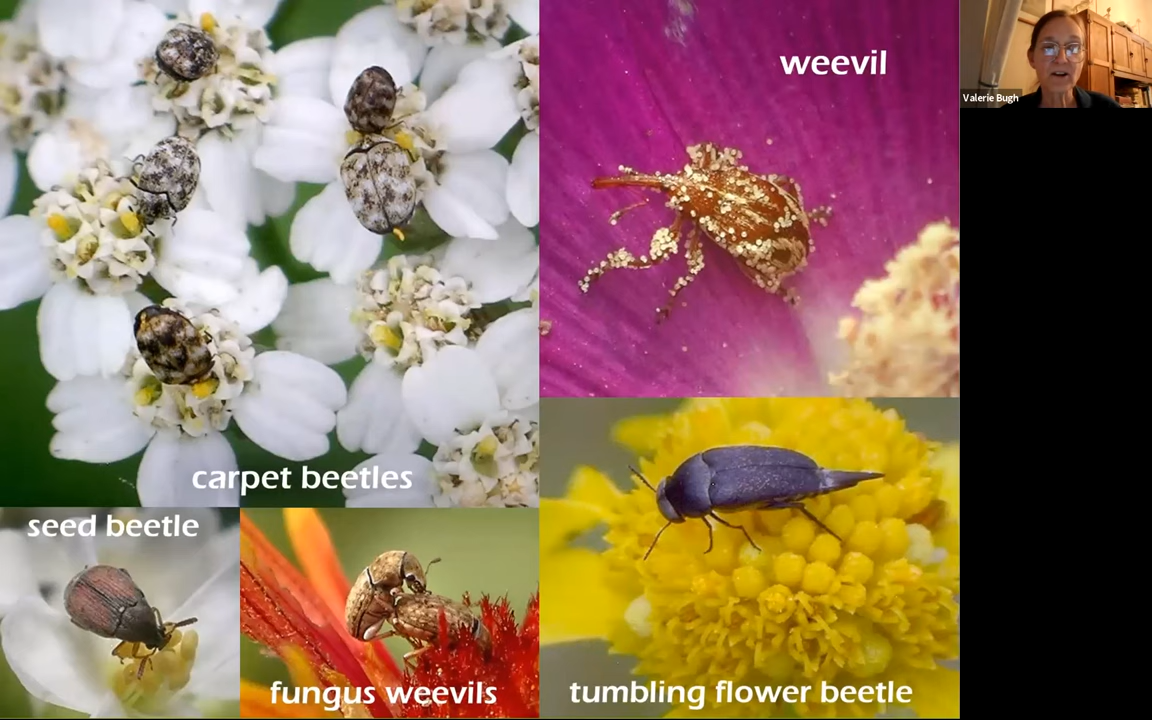 carpet beetles
weevil
seed beetle
fungus weevils
tumbling flower beetle
Valerie Bugh